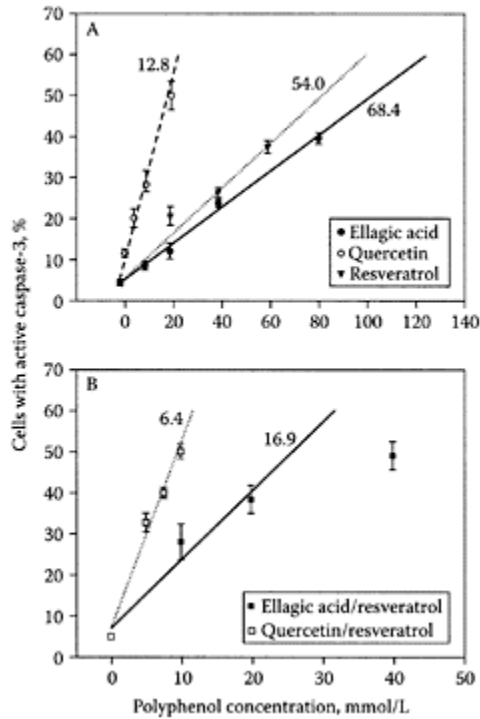 A
70
60
50
40
30
20
10
0
12.8
54.0
68.4
Ellagic acid
Quercetin
Resveratrol
0 20 40 60 80 100 120 140
Cells with active caspase-3, %
B
70
60
50
40
30
20
10
0
6.4
16.9
Ellagic acid/resveratrol
Quercetin/resveratrol
0 10 20 30 40 50
Polyphenol concentration, mmol/L